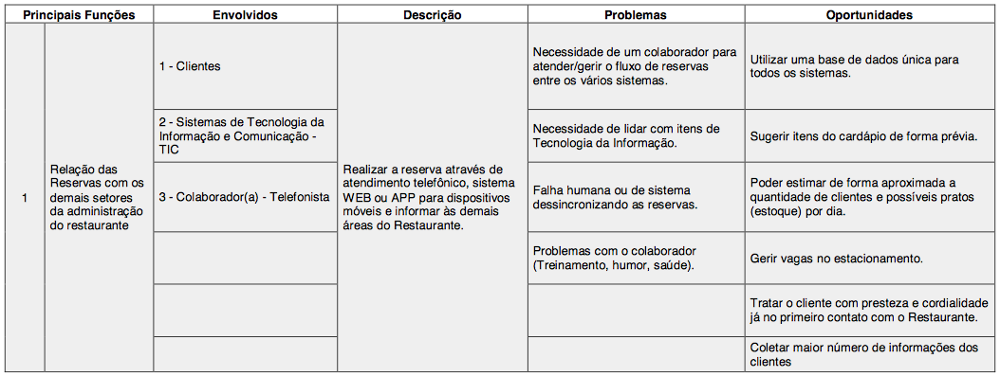 Principais Funções
Envolvidos
Descrição
Problemas
Oportunidades
1
Relação das
Reservas com os
demais setores
da administração
do restaurante
1 - Clientes
2 - Sistemas de Tecnologia da
Informação e Comunicação -
TIC
3 - Colaborador(a) - Telefonista
Realizar a reserva através de
atendimento telefônico, sistema
WEB ou APP para dispositivos
móveis e informar às demais
áreas do Restaurante.
Necessidade de um colaborador para
atender/gerir o fluxo de reservas
entre os vários sistemas.
Necessidade de lidar com itens de
Tecnologia da Informação.
Falha humana ou de sistema
dessincronizando as reservas.
Problemas com o colaborador
(Treinamento, humor, saúde).
Utilizar uma base de dados única para
todos os sistemas.
Sugerir itens do cardápio de forma prévia.
Poder estimar de forma aproximada a
quantidade de clientes e possíveis pratos
(estoque) por dia.
Gerir vagas no estacionamento.
Tratar o cliente com presteza e cordialidade
já no primeiro contato com o Restaurante.
Coletar maior número de informações dos
clientes